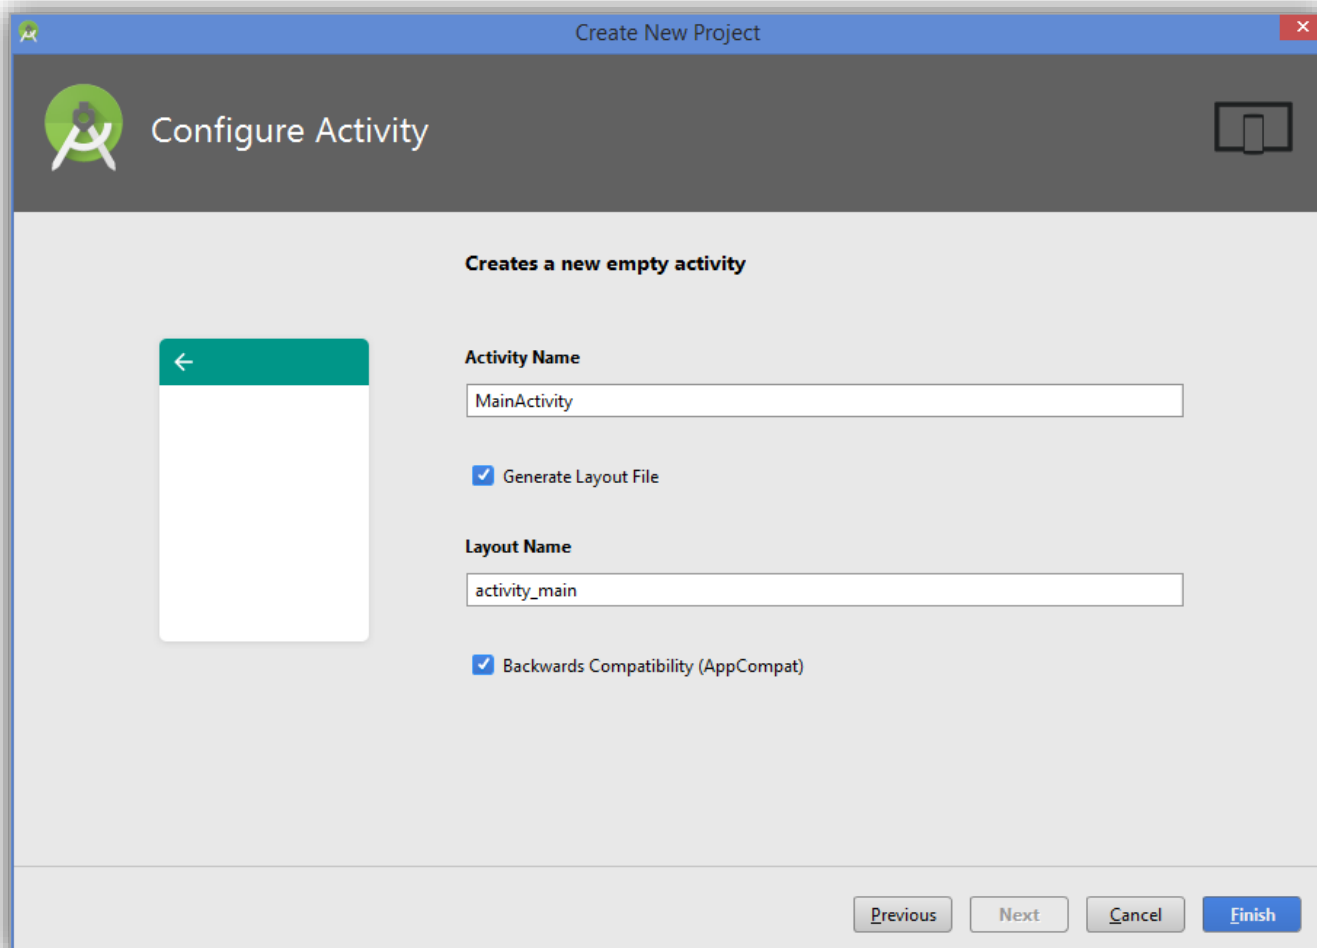 Create New Project
Configure Activity
Creates a new empty activity
Activity Name
MainActivity
Generate Layout File
Layout Name
activity_main
Backwards Compatibility (AppCompat)
Previous
Next
Cancel
Finish